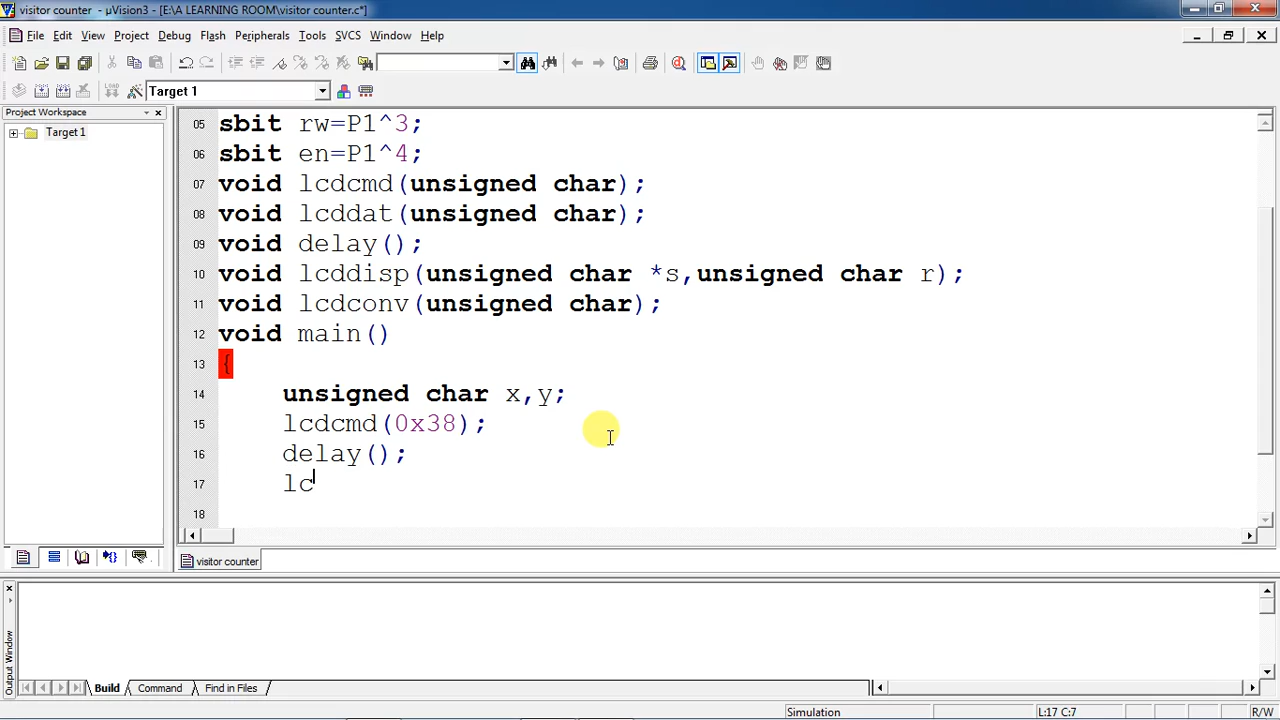 visitor counter - µVision3 - [E:\A LEARNING ROOM\visitor counter.c*]
File Edit View Project Debug Flash Peripherals Tools SVCS Window Help
Target 1
Project Workspace
Target 1
05 sbit rw=P1^3;
06 sbit en=P1^4;
07 void lcdcmd(unsigned char);
08 void lcddat(unsigned char);
09 void delay();
10 void lcddisp(unsigned char *s,unsigned char r);
11 void lcdconv(unsigned char);
12 void main()
13 {
14 unsigned char x,y;
15 lcdcmd(0x38);
16 delay();
17 lc
18
visitor counter
Output Window
Build Command Find in Files
Simulation L:17 C:7 R/W